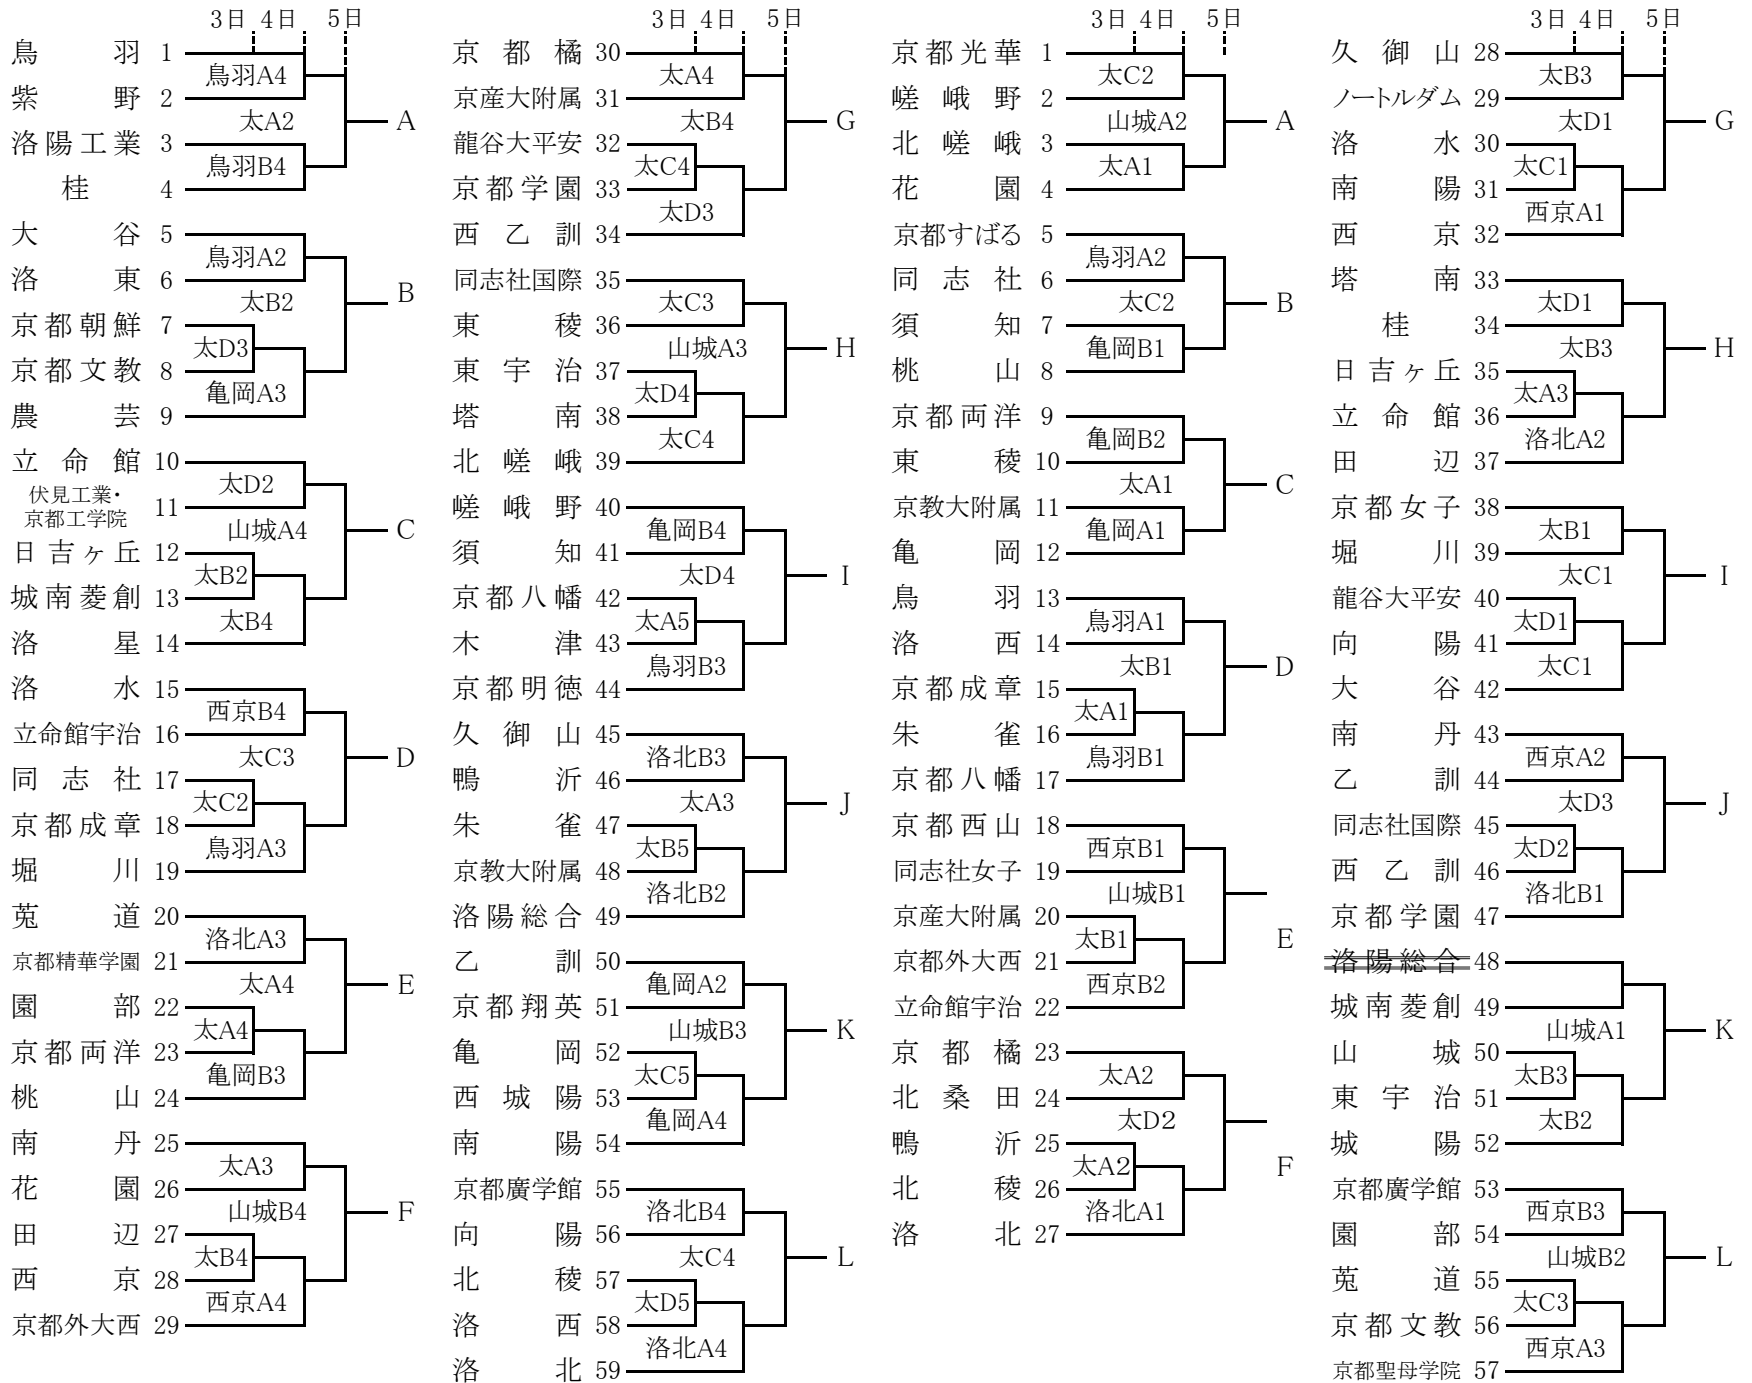 3日 4日 5日
鳥羽 1
鳥羽A4
紫野 2
太A2
A
洛陽工業 3
鳥羽B4
桂 4
大谷 5
鳥羽A2
洛東 6
太B2
B
京都朝鮮 7
太D3
京都文教 8
亀岡A3
農芸 9
立命館 10
太D2
伏見工業・
京都工学院 11
山城A4
C
日吉ヶ丘 12
太B2
城南菱創 13
太B4
洛星 14
洛水 15
西京B4
立命館宇治 16
太C3
D
同志社 17
太C2
京都成章 18
鳥羽A3
堀川 19
莵道 20
洛北A3
京都精華学園 21
太A4
E
園部 22
太A4
京都両洋 23
亀岡B3
桃山 24
南丹 25
太A3
花園 26
山城B4
F
田辺 27
太B4
西京 28
西京A4
京都外大西 29
3日 4日 5日
京都橘 30
太A4
京産大附属 31
太B4
G
龍谷大平安 32
太C4
京都学園 33
太D3
西乙訓 34
同志社国際 35
太C3
東稜 36
山城A3
H
東宇治 37
太D4
塔南 38
太C4
北嵯峨 39
嵯峨野 40
亀岡B4
須知 41
太D4
I
京都八幡 42
太A5
木津 43
鳥羽B3
京都明徳 44
久御山 45
洛北B3
鴨沂 46
太A3
J
朱雀 47
太B5
京教大附属 48
洛北B2
洛陽総合 49
乙訓 50
亀岡A2
京都翔英 51
山城B3
K
亀岡 52
太C5
西城陽 53
亀岡A4
南陽 54
京都廣学館 55
洛北B4
向陽 56
太C4
L
北稜 57
太D5
洛西 58
洛北A4
洛北 59
3日 4日 5日
京都光華 1
太C2
嵯峨野 2
山城A2
A
北嵯峨 3
太A1
花園 4
京都すばる 5
鳥羽A2
同志社 6
太C2
B
須知 7
亀岡B1
桃山 8
京都両洋 9
亀岡B2
東稜 10
太A1
C
京教大附属 11
亀岡A1
亀岡 12
鳥羽 13
鳥羽A1
洛西 14
太B1
D
京都成章 15
太A1
朱雀 16
鳥羽B1
京都八幡 17
京都西山 18
西京B1
同志社女子 19
山城B1
京産大附属 20
太B1
E
京都外大西 21
西京B2
立命館宇治 22
京都橘 23
太A2
北桑田 24
太D2
鴨沂 25
太A2
F
北稜 26
洛北A1
洛北 27
3日 4日 5日
久御山 28
太B3
ノートルダム 29
太D1
G
洛水 30
太C1
南陽 31
西京A1
西京 32
塔南 33
太D1
桂 34
太B3
H
日吉ヶ丘 35
太A3
立命館 36
洛北A2
田辺 37
京都女子 38
太B1
堀川 39
太C1
I
龍谷大平安 40
太D1
向陽 41
太C1
大谷 42
南丹 43
西京A2
乙訓 44
太D3
J
同志社国際 45
太D2
西乙訓 46
洛北B1
京都学園 47
洛陽総合 48
城南菱創 49
山城A1
K
山城 50
太B3
東宇治 51
太B2
城陽 52
京都廣学館 53
西京B3
園部 54
山城B2
L
莵道 55
太C3
京都文教 56
西京A3
京都聖母学院 57